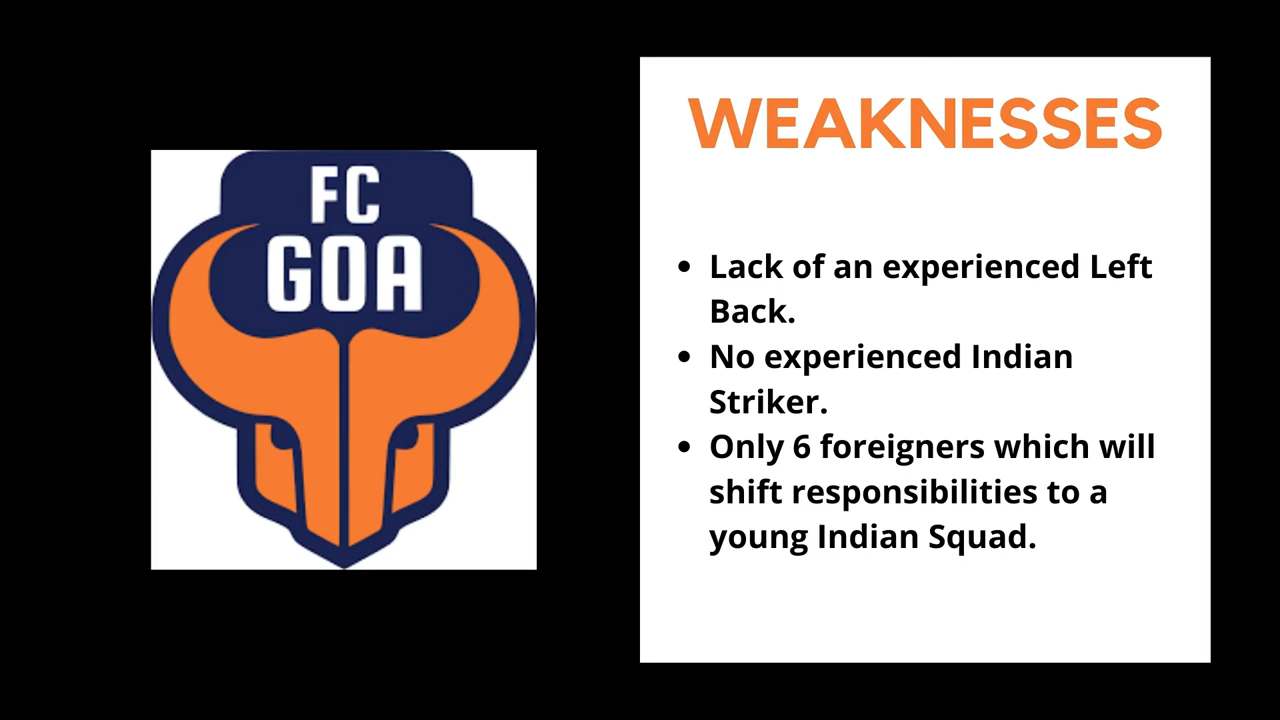 FC
GOA
WEAKNESSES
• Lack of an experienced Left
Back.
• No experienced Indian
Striker.
• Only 6 foreigners which will
shift responsibilities to a
young Indian Squad.